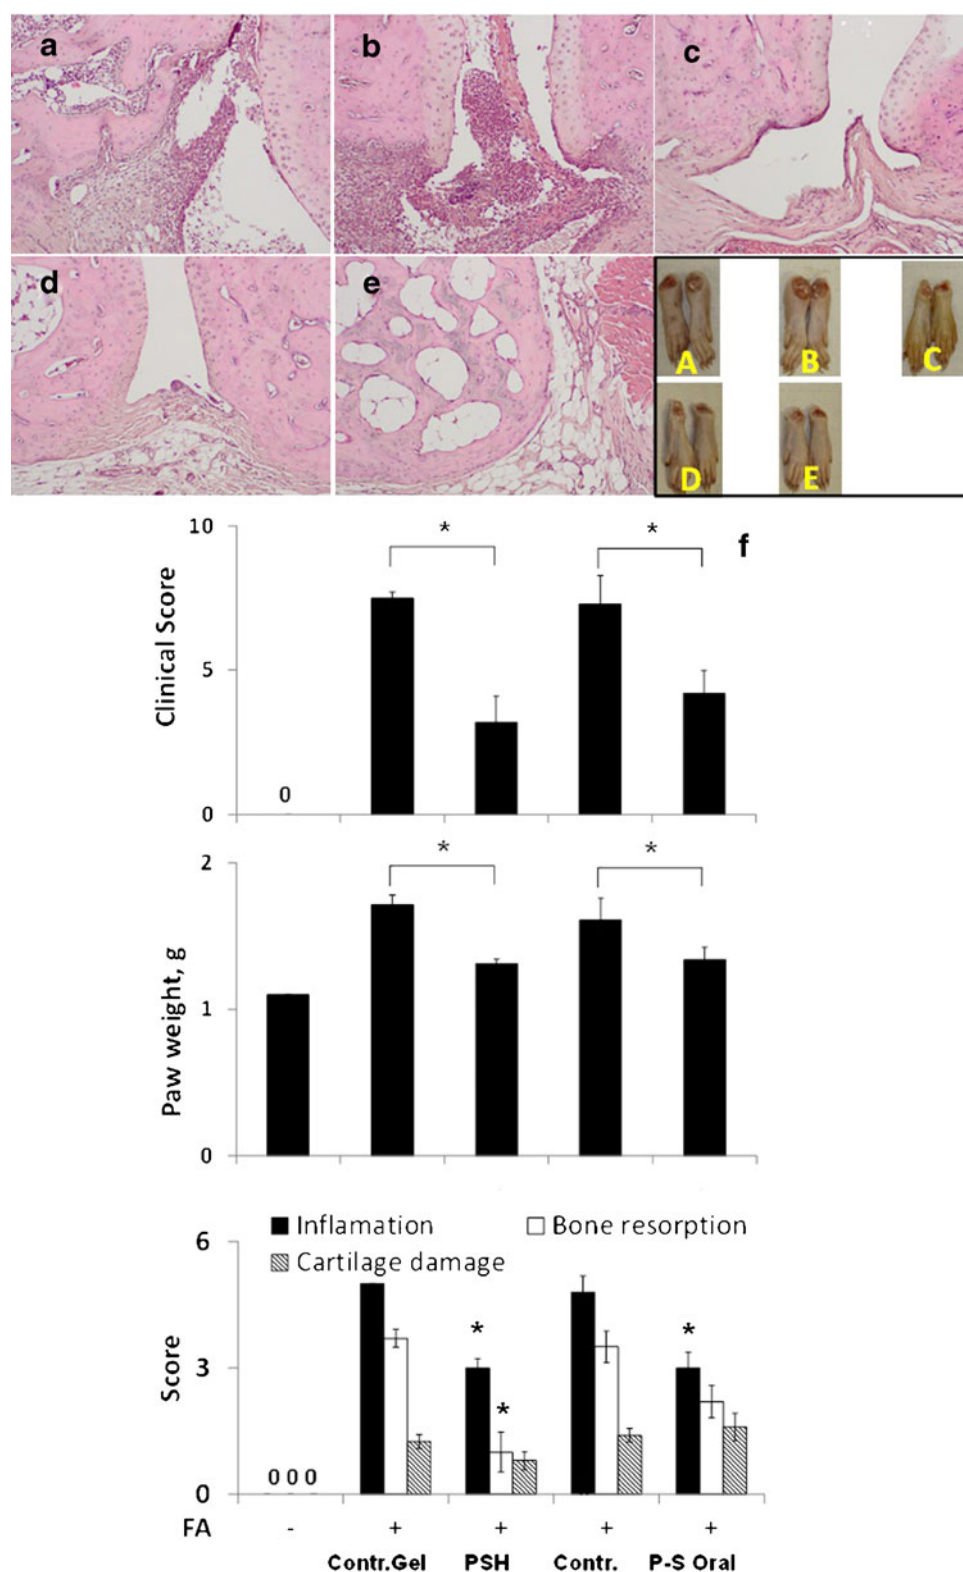 a b c
d e
A B C
D E
f
Clinical Score
10
5
0
0
* *
Paw weight, g
2
1
0
* *
Score
6
3
0
Inflamation Bone resorption
Cartilage damage
0 0 0
* * *
FA - + + + +
Contr.Gel PSH Contr. P-S Oral